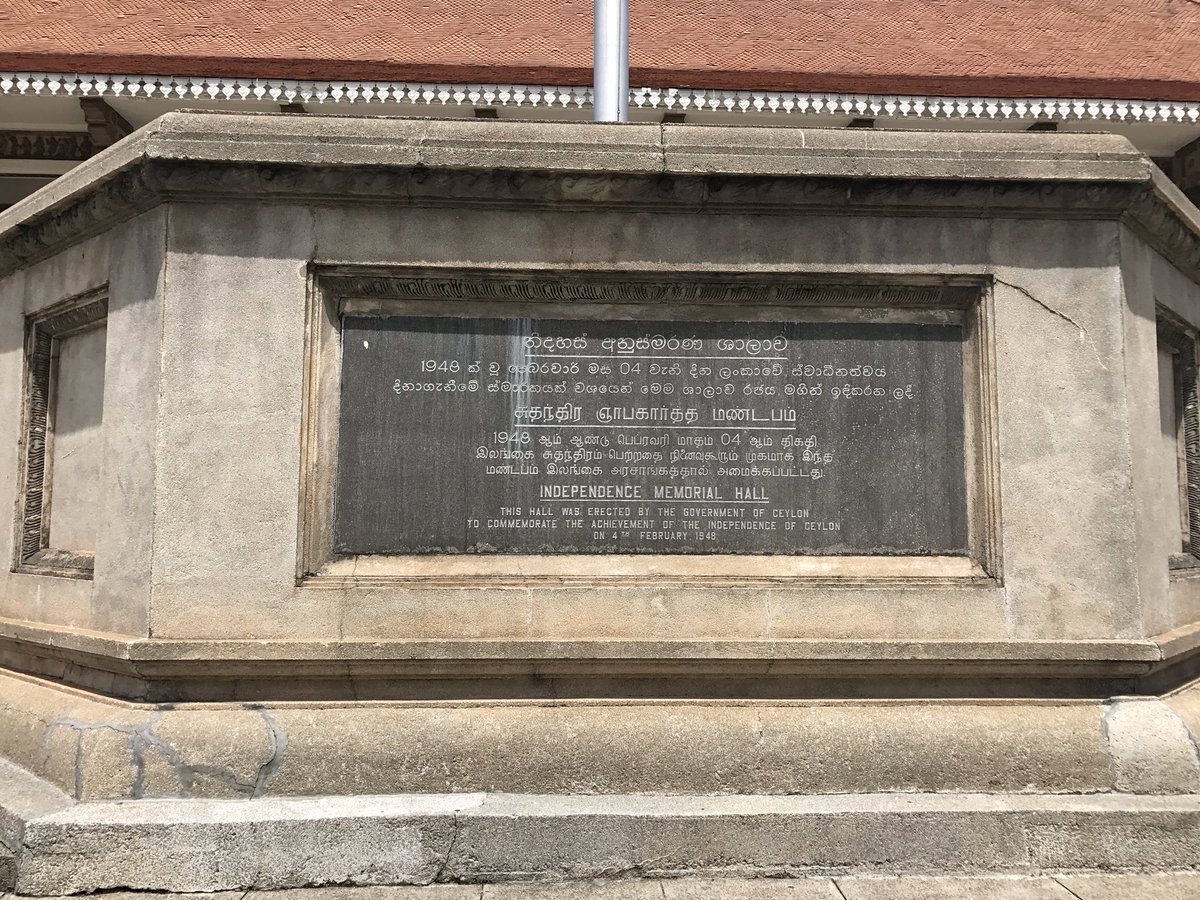 නිදහස් අනුස්මරණ ශාලාව
1948 ක් වූ පෙබරවාරි මස 04 වැනි දින ලංකාවේ ස්වාධීනත්වය
දිනාගැනීමේ ස්මාරකයක් වශයෙන් මෙම ශාලාව රජය මගින් ඉදිකරන ලදී
சுதந்திர ஞாபகார்த்த மண்டபம்
1948 ஆம் ஆண்டு பெப்ரவரி மாதம் 04 ஆம் திகதி
இலங்கை சுதந்திரம் பெற்றதை நினைவுகூரும் முகமாக இந்த
மண்டபம் இலங்கை அரசாங்கத்தால் அமைக்கப்பட்டது.
INDEPENDENCE MEMORIAL HALL
THIS HALL WAS ERECTED BY THE GOVERNMENT OF CEYLON
TO COMMEMORATE THE ACHIEVEMENT OF THE INDEPENDENCE OF CEYLON
ON 4TH FEBRUARY 1948.